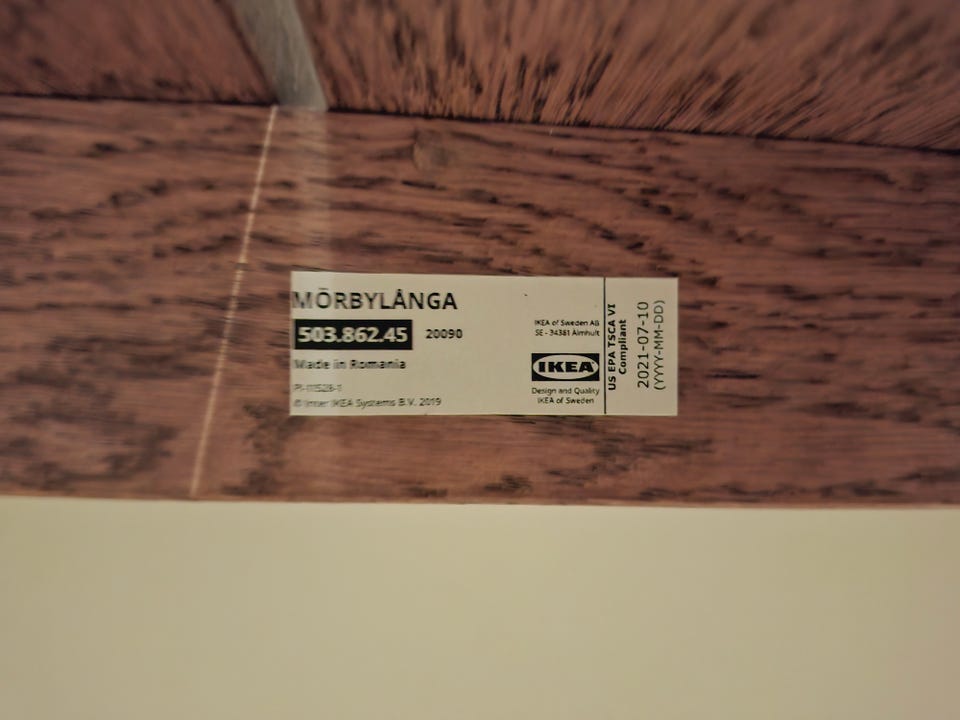 MÖRBYLÅNGA
503.862.45 20090
Made in Romania
PI-11528-1
© Inter IKEA Systems B.V. 2019
IKEA of Sweden AB
SE - 34381 Älmhult
IKEA
Design and Quality
IKEA of Sweden
US EPA TSCA VI
Compliant
2021-07-10
(YYYY-MM-DD)